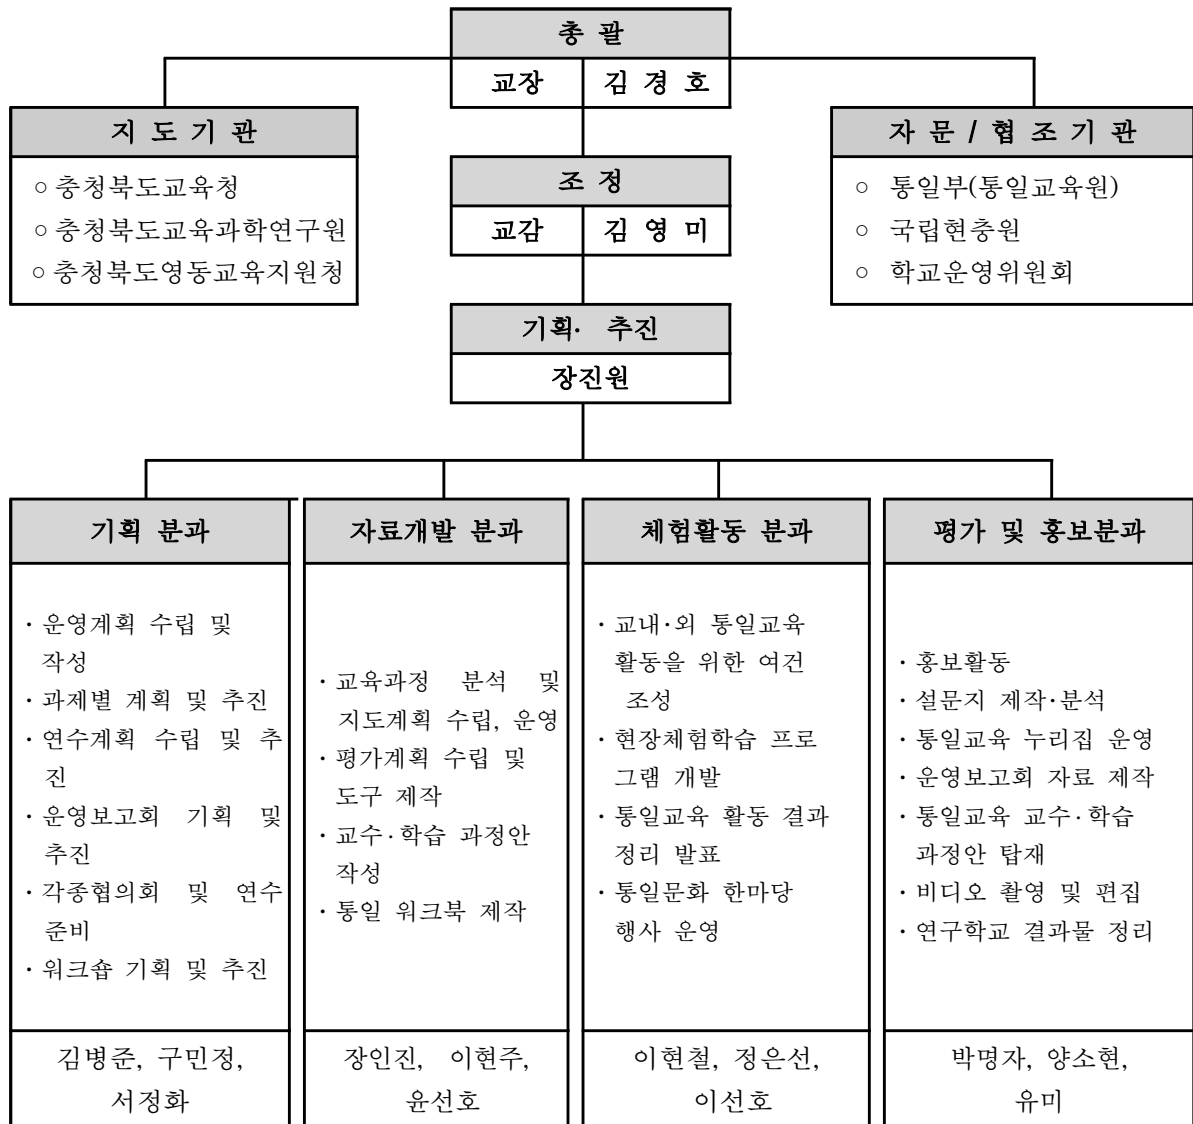 총 괄
교장 김 경 호
지 도 기 관
○ 충청북도교육청
○ 충청북도교육과학연구원
○ 충청북도영동교육지원청
조 정
교감 김 영 미
자 문 / 협 조 기 관
○ 통일부(통일교육원)
○ 국립현충원
○ 학교운영위원회
기획· 추진
장진원
기획 분과
· 운영계획 수립 및
작성
· 과제별 계획 및 추진
· 연수계획 수립 및 추
진
· 운영보고회 기획 및
추진
· 각종협의회 및 연수
준비
· 워크숍 기획 및 추진
김병준, 구민정,
서정화
자료개발 분과
· 교육과정 분석 및
지도계획 수립, 운영
· 평가계획 수립 및
도구 제작
· 교수·학습 과정안
작성
· 통일 워크북 제작
장인진, 이현주,
윤선호
체험활동 분과
· 교내·외 통일교육
활동을 위한 여건
조성
· 현장체험학습 프로
그램 개발
· 통일교육 활동 결과
정리 발표
· 통일문화 한마당
행사 운영
이현철, 정은선,
이선호
평가 및 홍보분과
· 홍보활동
· 설문지 제작·분석
· 통일교육 누리집 운영
· 운영보고회 자료 제작
· 통일교육 교수·학습
과정안 탑재
· 비디오 촬영 및 편집
· 연구학교 결과물 정리
박명자, 양소현,
유미